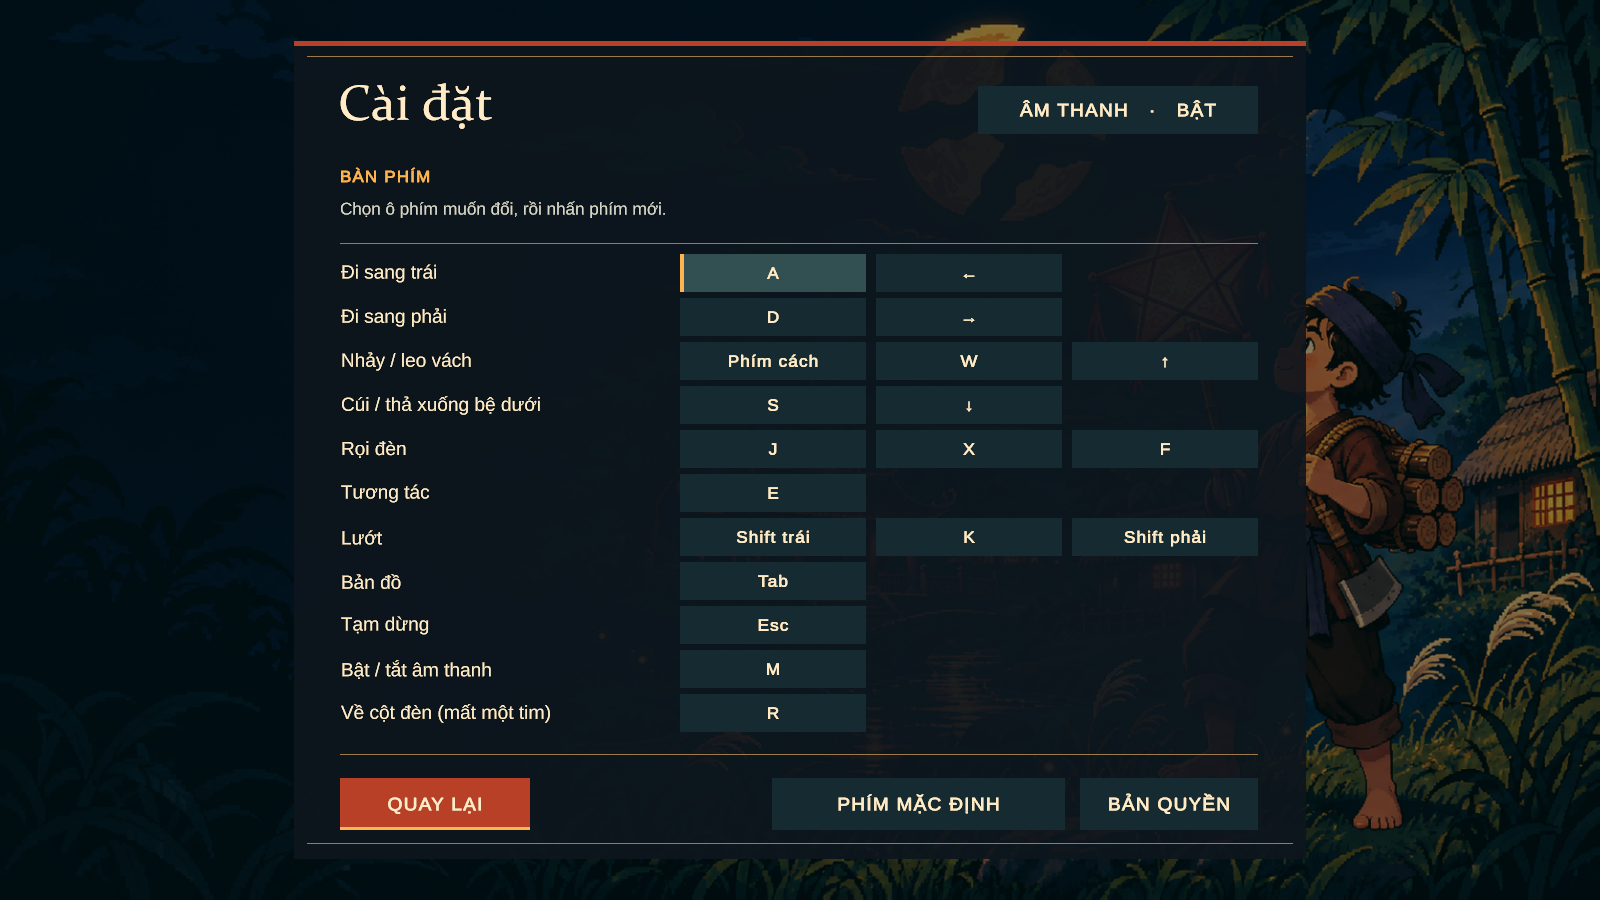 Cài đặt
ÂM THANH · BẬT
BÀN PHÍM
Chọn ô phím muốn đổi, rồi nhấn phím mới.
Đi sang trái A ←
Đi sang phải D →
Nhảy / leo vách Phím cách W ↑
Cúi / thả xuống bệ dưới S ↓
Rọi đèn J X F
Tương tác E
Lướt Shift trái K Shift phải
Bản đồ Tab
Tạm dừng Esc
Bật / tắt âm thanh M
Về cột đèn (mất một tim) R
QUAY LẠI PHÍM MẶC ĐỊNH BẢN QUYỀN